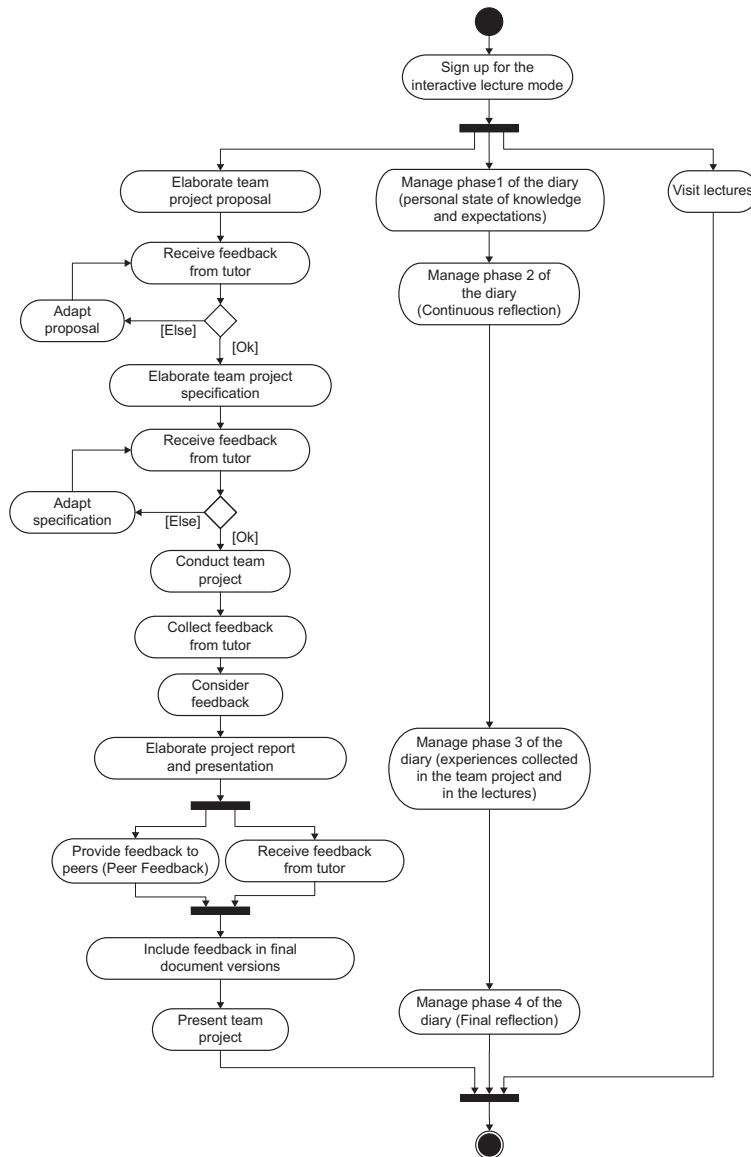 Sign up for the
interactive lecture mode
Elaborate team
project proposal
Manage phase1 of the diary
(personal state of knowledge
and expectations)
Visit lectures
Receive feedback
from tutor
Manage phase 2 of
the diary
(Continuous reflection)
Adapt
proposal
[Else]
[Ok]
Elaborate team project
specification
Receive feedback
from tutor
Adapt
specification
[Else]
[Ok]
Conduct team
project
Collect feedback
from tutor
Consider
feedback
Elaborate project report
and presentation
Manage phase 3 of the
diary (experiences collected
in the team project and
in the lectures)
Provide feedback to
peers (Peer Feedback)
Receive feedback
from tutor
Include feedback in final
document versions
Manage phase 4 of the
diary (Final reflection)
Present team
project